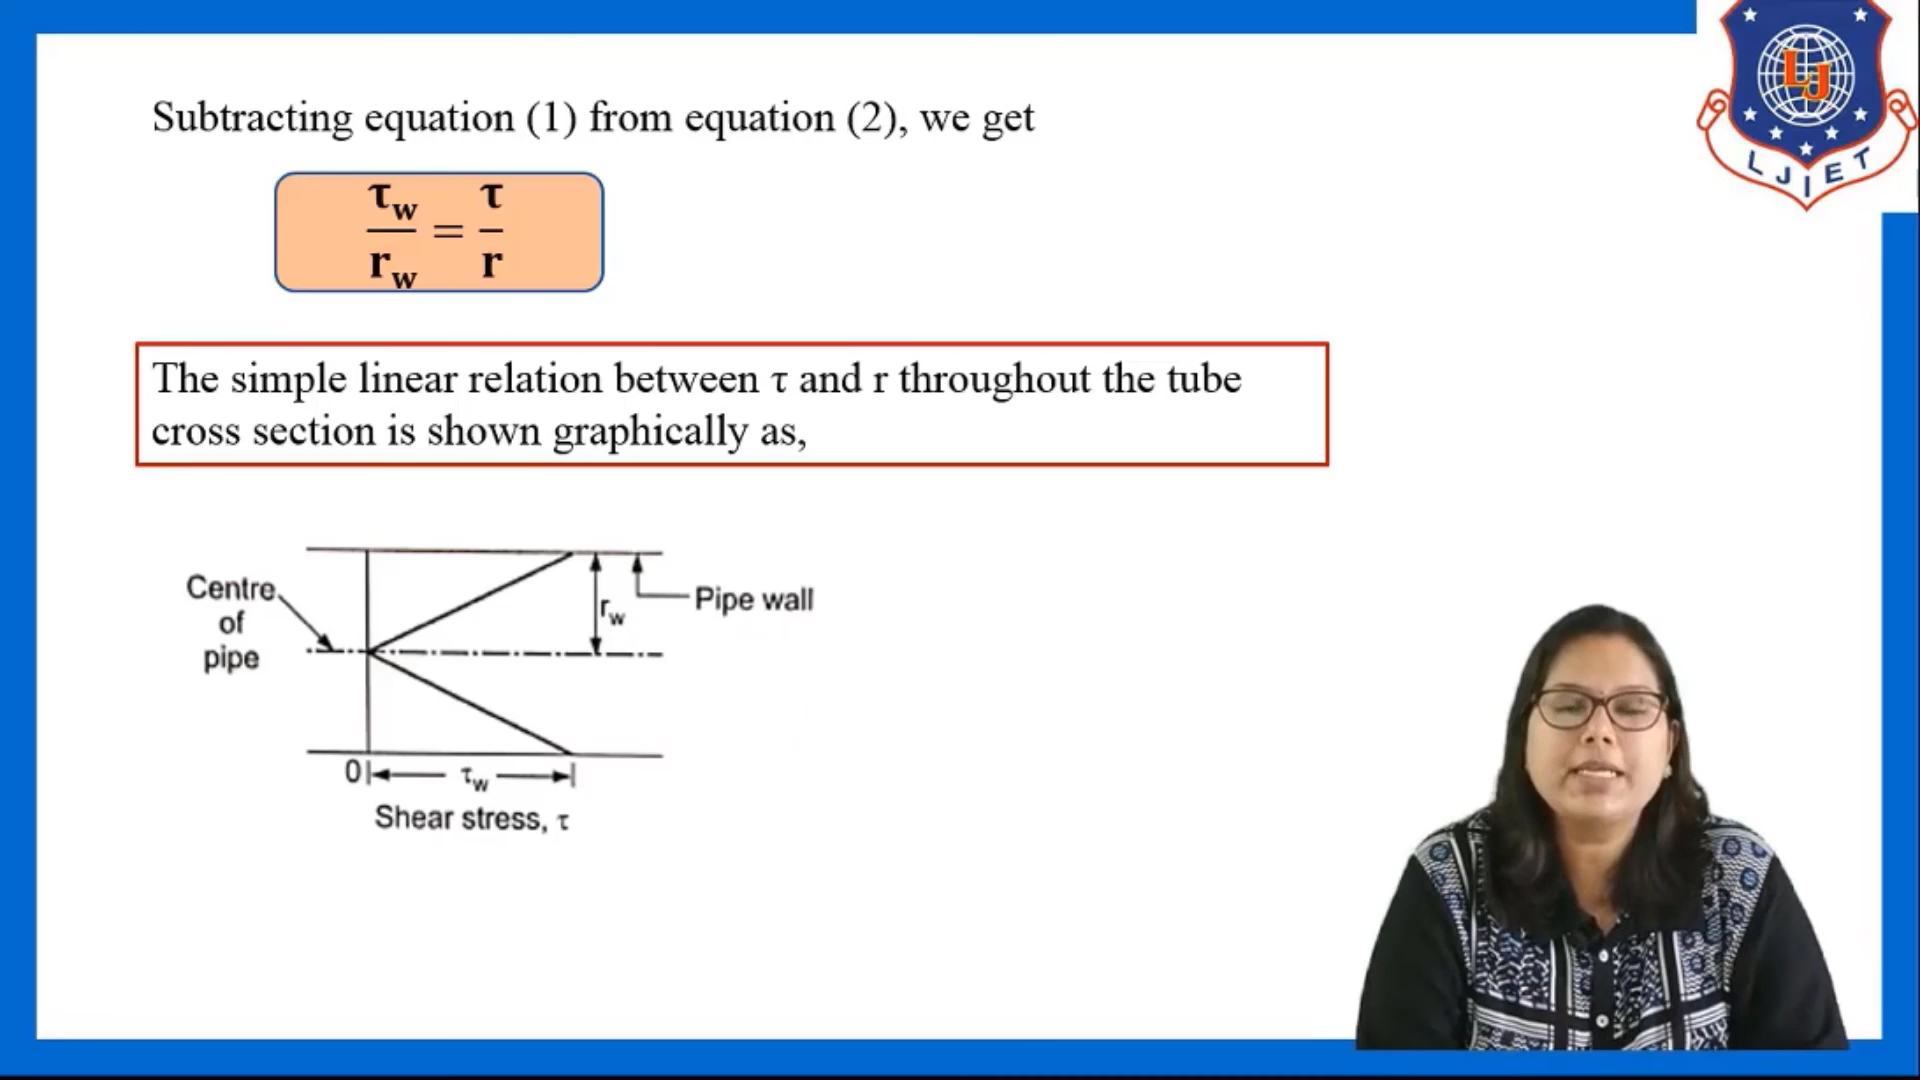 Subtracting equation (1) from equation (2), we get
τw/rw = τ/r
The simple linear relation between τ and r throughout the tube
cross section is shown graphically as,
Centre
of
pipe
rw
Pipe wall
0
τw
Shear stress, τ
LJ
LJIET